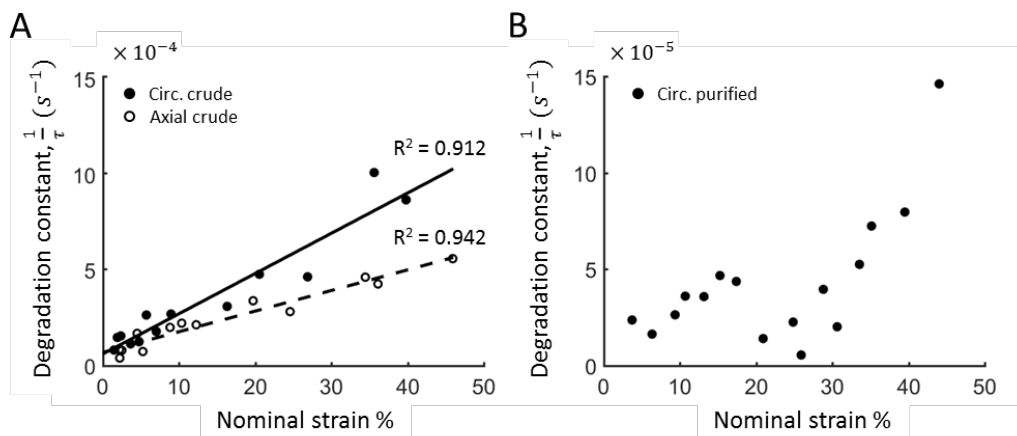 A
× 10⁻⁴
Degradation constant, 1/τ (s⁻¹)
15
10
5
0
Circ. crude
Axial crude
R² = 0.912
R² = 0.942
0 10 20 30 40 50
Nominal strain %
B
× 10⁻⁵
Degradation constant, 1/τ (s⁻¹)
15
10
5
0
Circ. purified
0 10 20 30 40 50
Nominal strain %